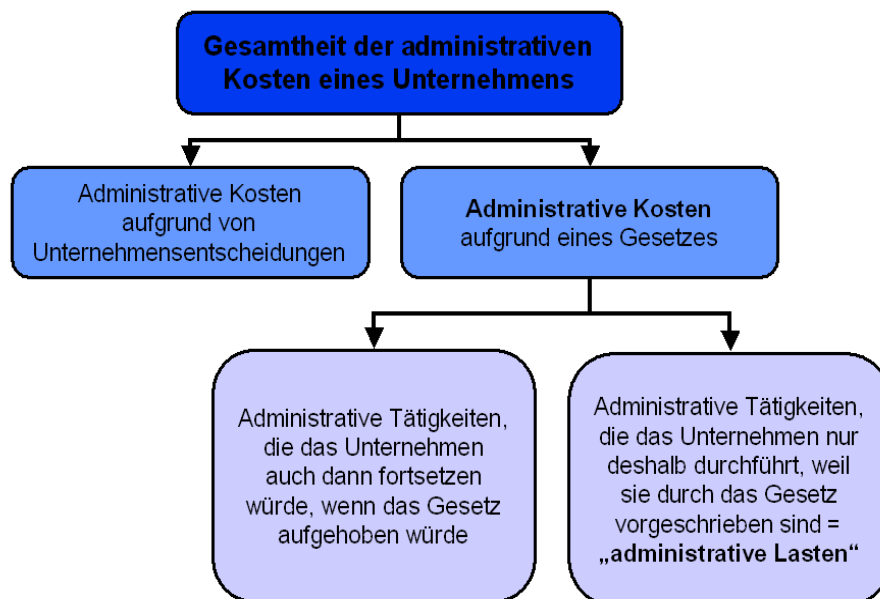 Gesamtheit der administrativen
Kosten eines Unternehmens
Administrative Kosten
aufgrund von
Unternehmensentscheidungen
Administrative Kosten
aufgrund eines Gesetzes
Administrative Tätigkeiten,
die das Unternehmen
auch dann fortsetzen
würde, wenn das Gesetz
aufgehoben würde
Administrative Tätigkeiten,
die das Unternehmen nur
deshalb durchführt, weil
sie durch das Gesetz
vorgeschrieben sind =
„administrative Lasten“